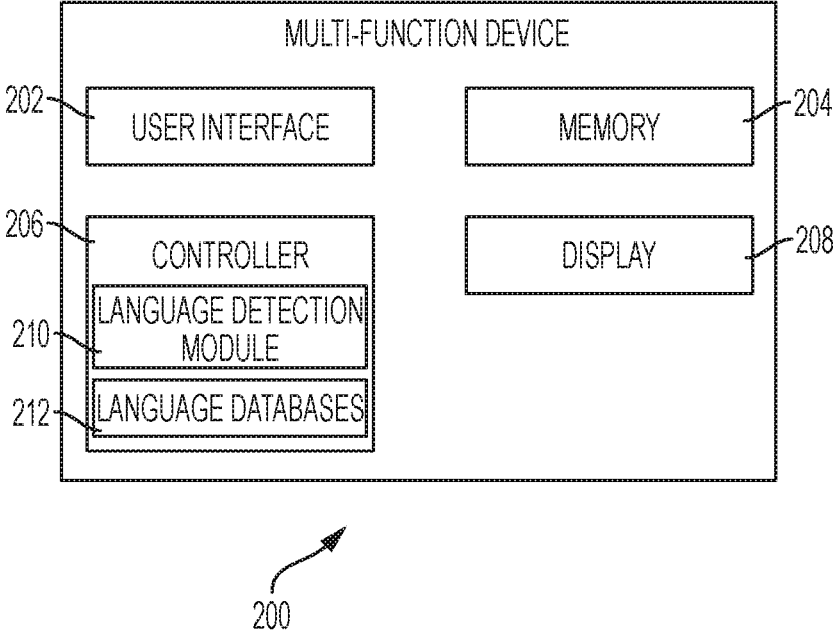 MULTI-FUNCTION DEVICE
202
USER INTERFACE
MEMORY
204
206
CONTROLLER
DISPLAY
208
210
LANGUAGE DETECTION
MODULE
212
LANGUAGE DATABASES
200